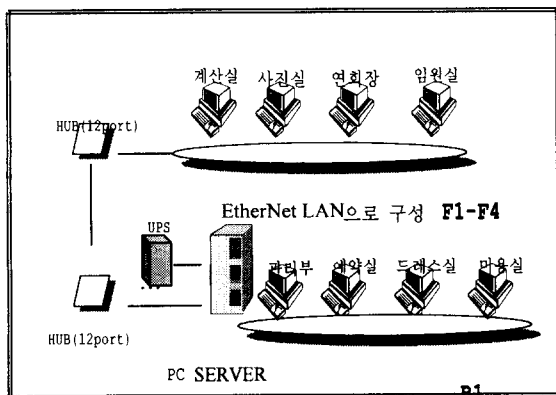 계산실 사진실 연회장 임원실
HUB(12port)
EtherNet LAN으로 구성 F1-F4
UPS
관리부 예약실 드레스실 미용실
HUB(12port)
PC SERVER
B1